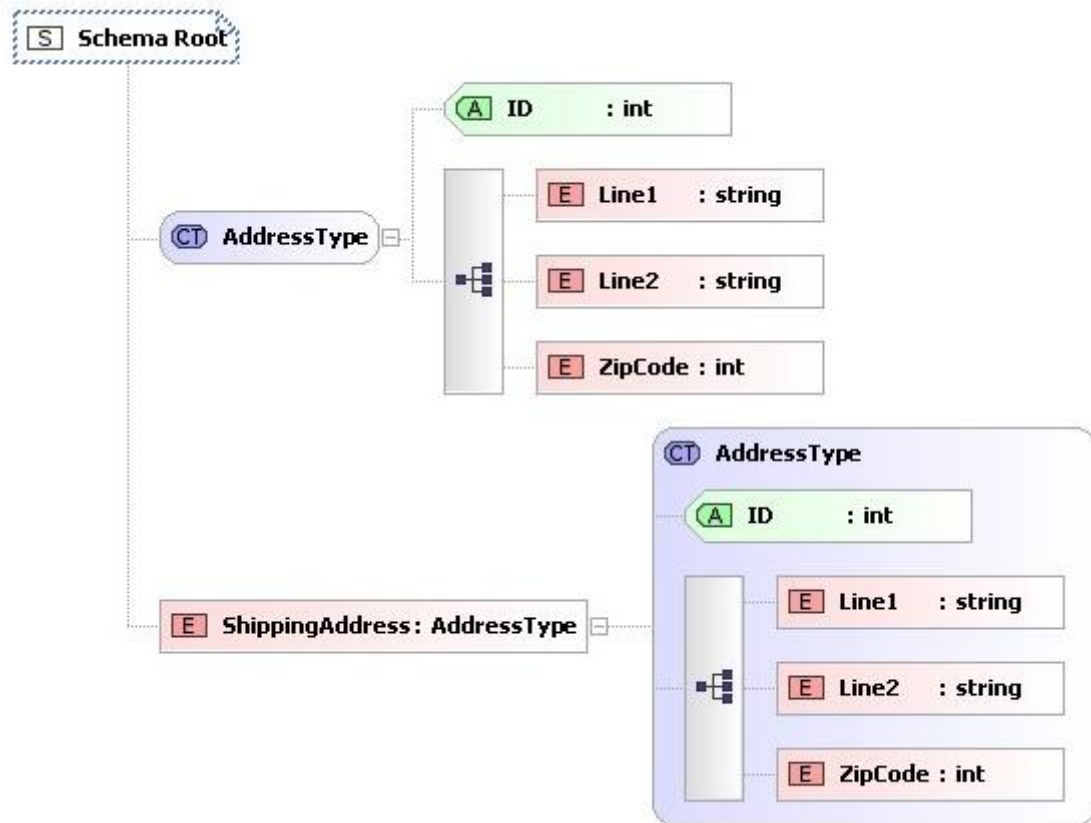 S Schema Root
A ID : int
E Line1 : string
CT AddressType
E Line2 : string
E ZipCode : int
CT AddressType
A ID : int
E Line1 : string
E ShippingAddress : AddressType
E Line2 : string
E ZipCode : int